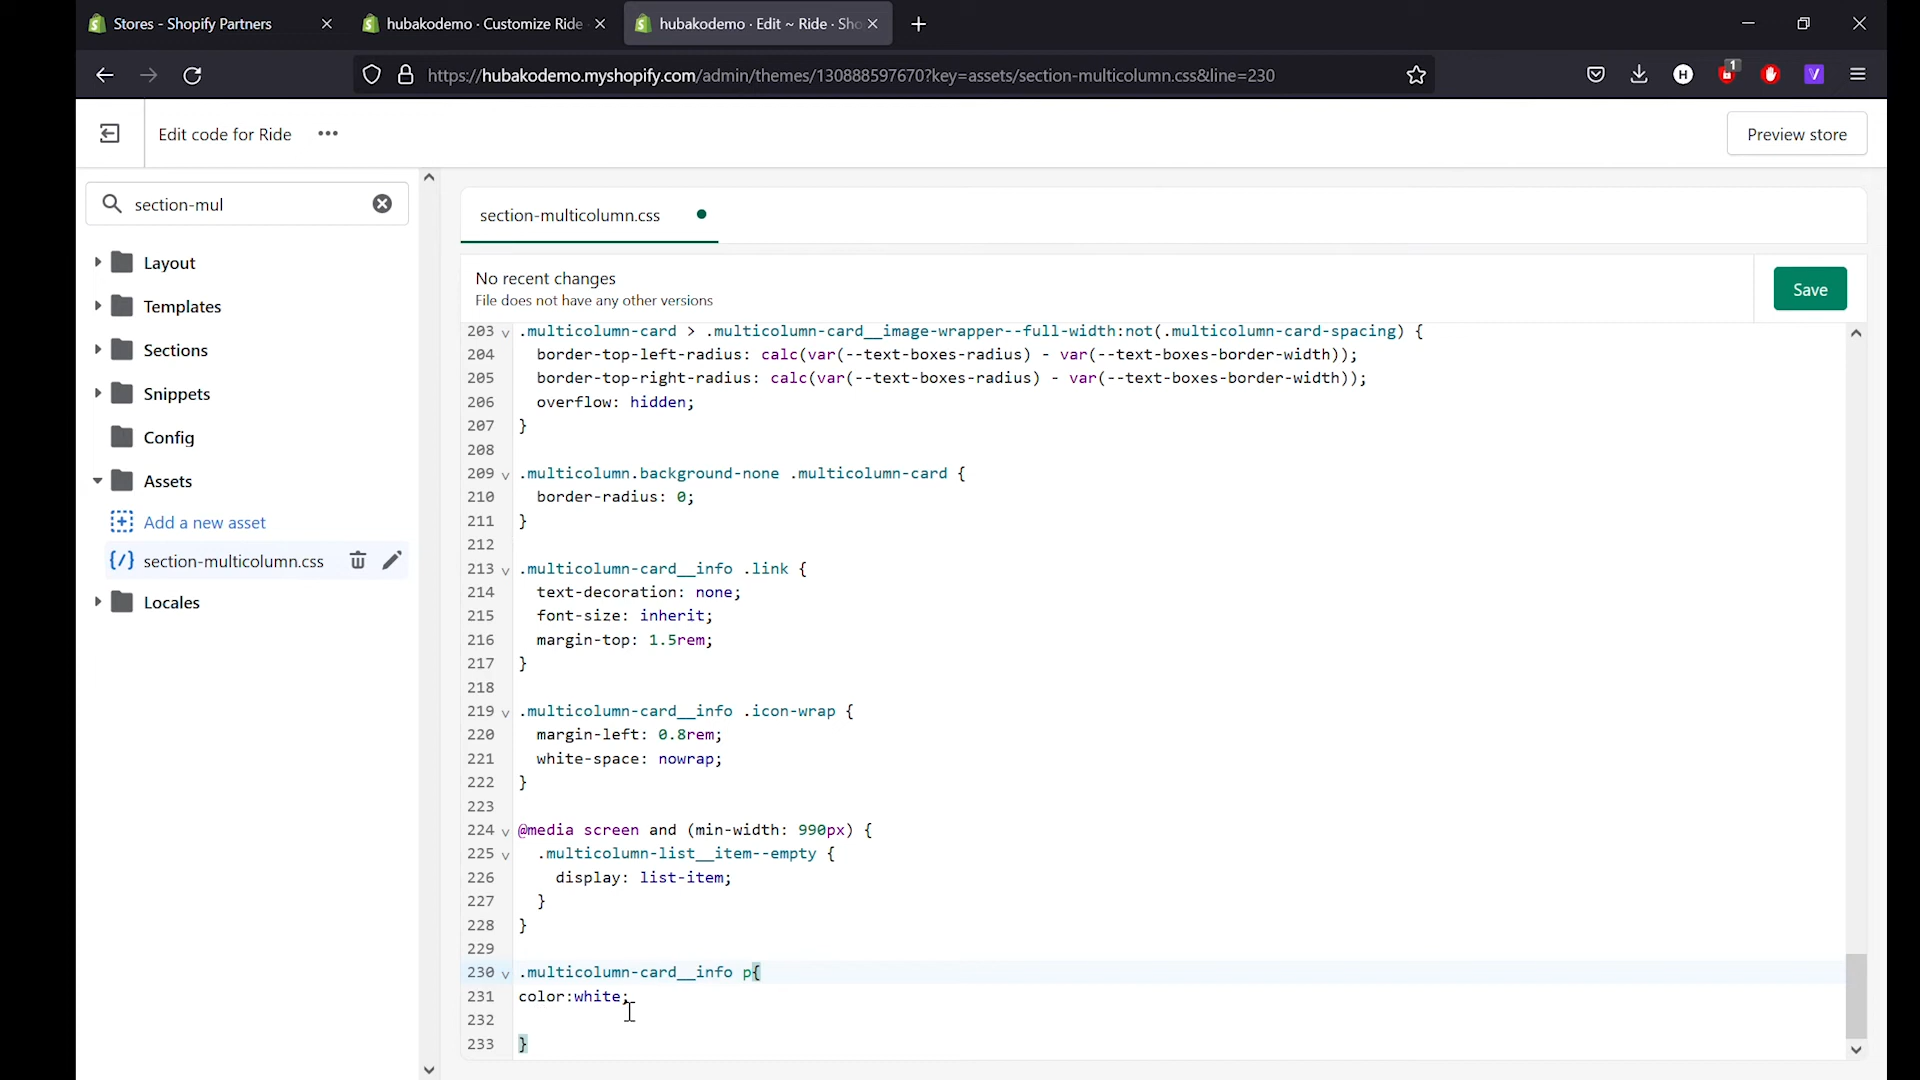 Stores - Shopify Partners
hubakodemo · Customize Ride
hubakodemo · Edit ~ Ride · Sho
https://hubakodemo.myshopify.com/admin/themes/130888597670?key=assets/section-multicolumn.css&line=230
H
1
V
Edit code for Ride
Preview store
section-mul
Layout
Templates
Sections
Snippets
Config
Assets
Add a new asset
{/} section-multicolumn.css
Locales
section-multicolumn.css
No recent changes
File does not have any other versions
Save
203 .multicolumn-card > .multicolumn-card__image-wrapper--full-width:not(.multicolumn-card-spacing) {
204 border-top-left-radius: calc(var(--text-boxes-radius) - var(--text-boxes-border-width));
205 border-top-right-radius: calc(var(--text-boxes-radius) - var(--text-boxes-border-width));
206 overflow: hidden;
207 }
208
209 .multicolumn.background-none .multicolumn-card {
210 border-radius: 0;
211 }
212
213 .multicolumn-card__info .link {
214 text-decoration: none;
215 font-size: inherit;
216 margin-top: 1.5rem;
217 }
218
219 .multicolumn-card__info .icon-wrap {
220 margin-left: 0.8rem;
221 white-space: nowrap;
222 }
223
224 @media screen and (min-width: 990px) {
225 .multicolumn-list__item--empty {
226 display: list-item;
227 }
228 }
229
230 .multicolumn-card__info p{
231 color:white;
232
233 }